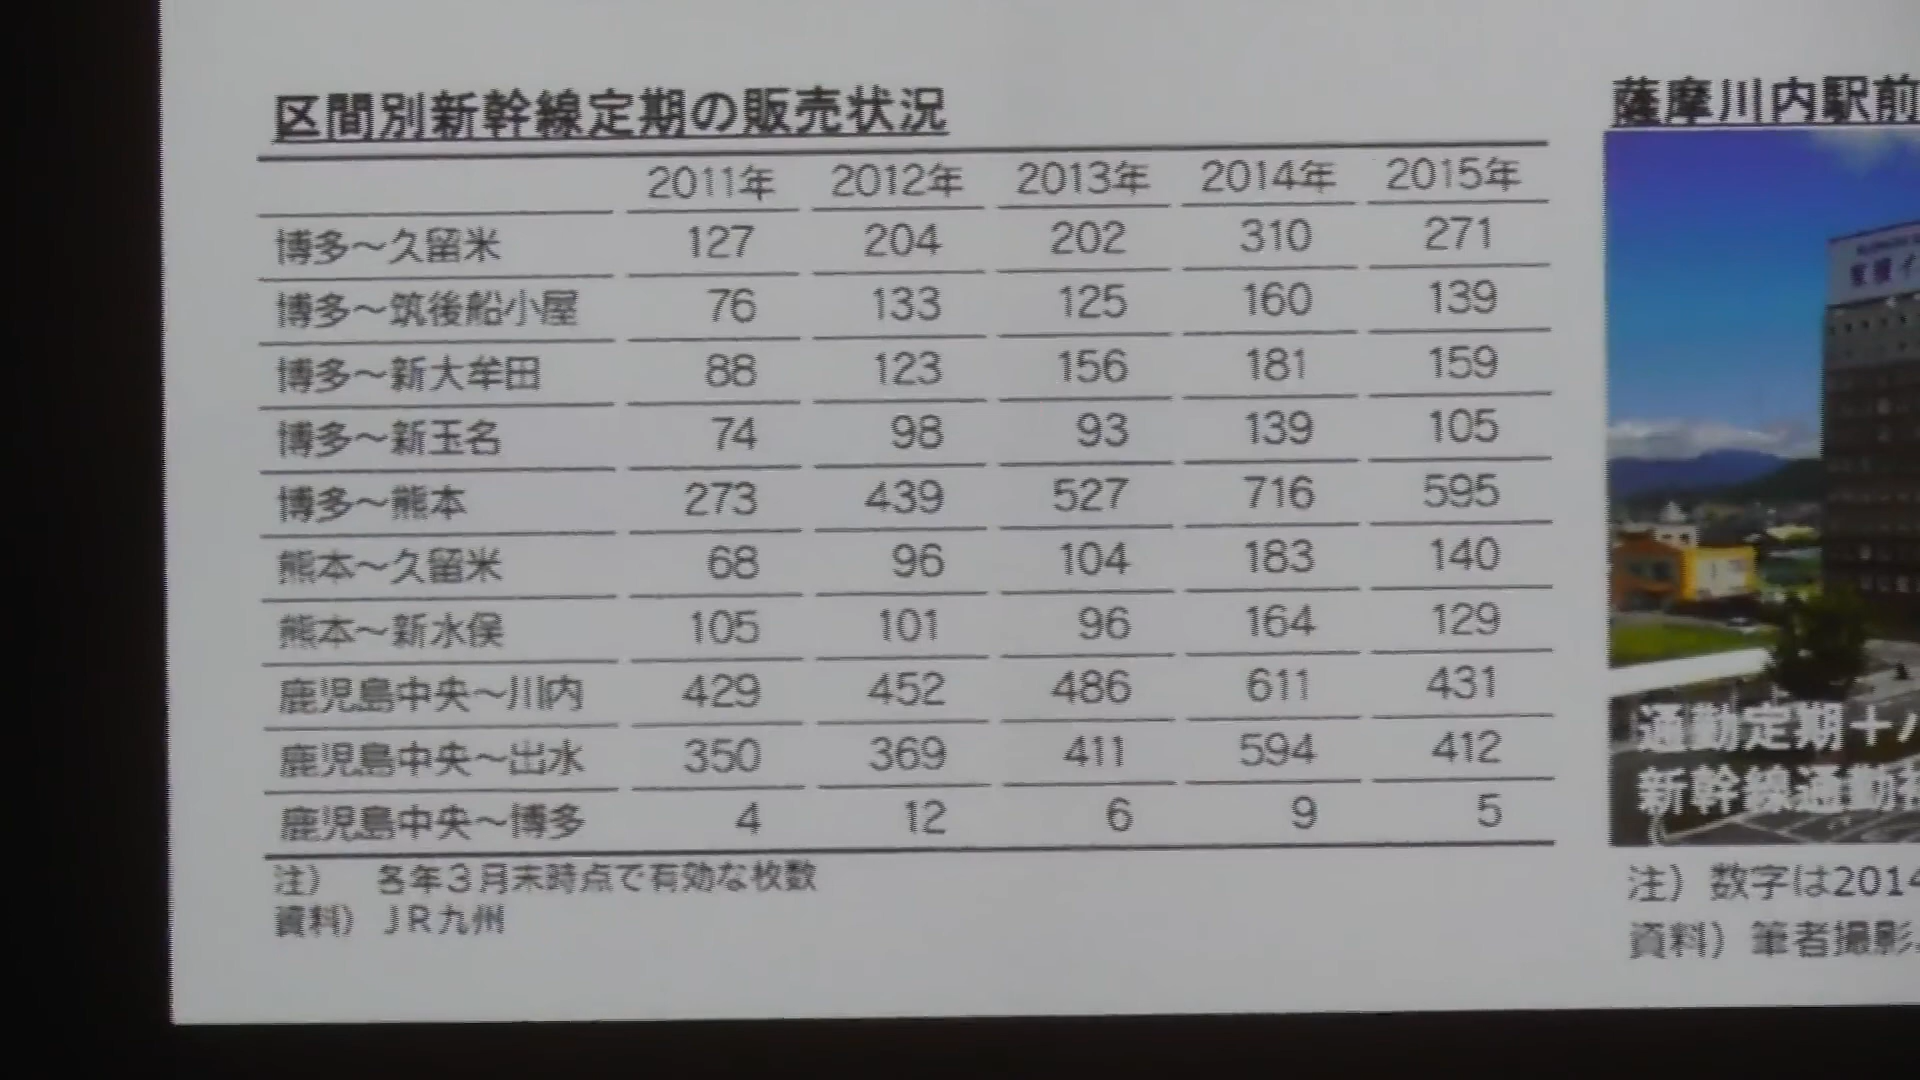 区間別新幹線定期の販売状況
2011年 2012年 2013年 2014年 2015年
博多～久留米 127 204 202 310 271
博多～筑後船小屋 76 133 125 160 139
博多～新大牟田 88 123 156 181 159
博多～新玉名 74 98 93 139 105
博多～熊本 273 439 527 716 595
熊本～久留米 68 96 104 183 140
熊本～新水俣 105 101 96 164 129
鹿児島中央～川内 429 452 486 611 431
鹿児島中央～出水 350 369 411 594 412
鹿児島中央～博多 4 12 6 9 5
注） 各年３月末時点で有効な枚数
資料） ＪＲ九州
薩摩川内駅前
東横イ
通勤定期＋
新幹線通勤
注）数字は2014
資料）筆者撮影